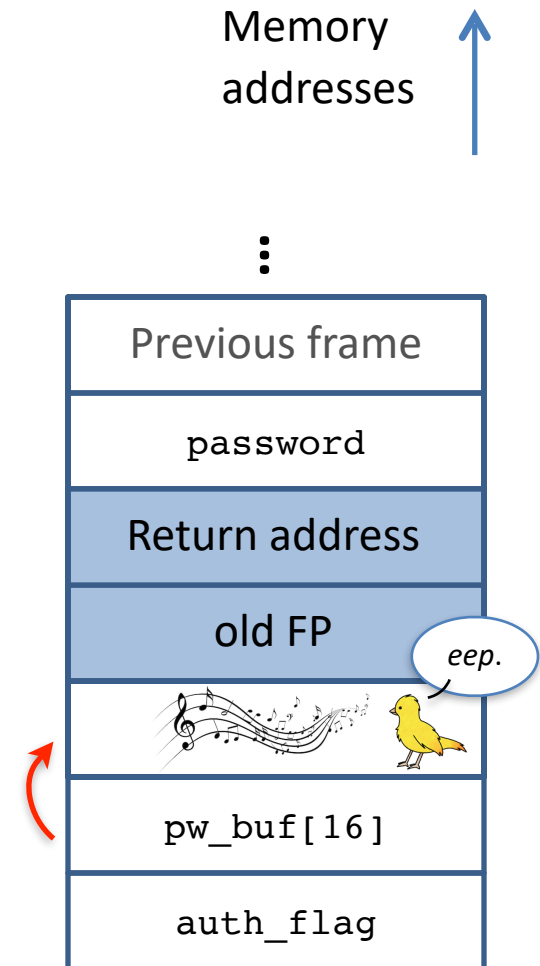 Memory
addresses
⋮
Previous frame
password
Return address
old FP
eep.
pw_buf[16]
auth_flag